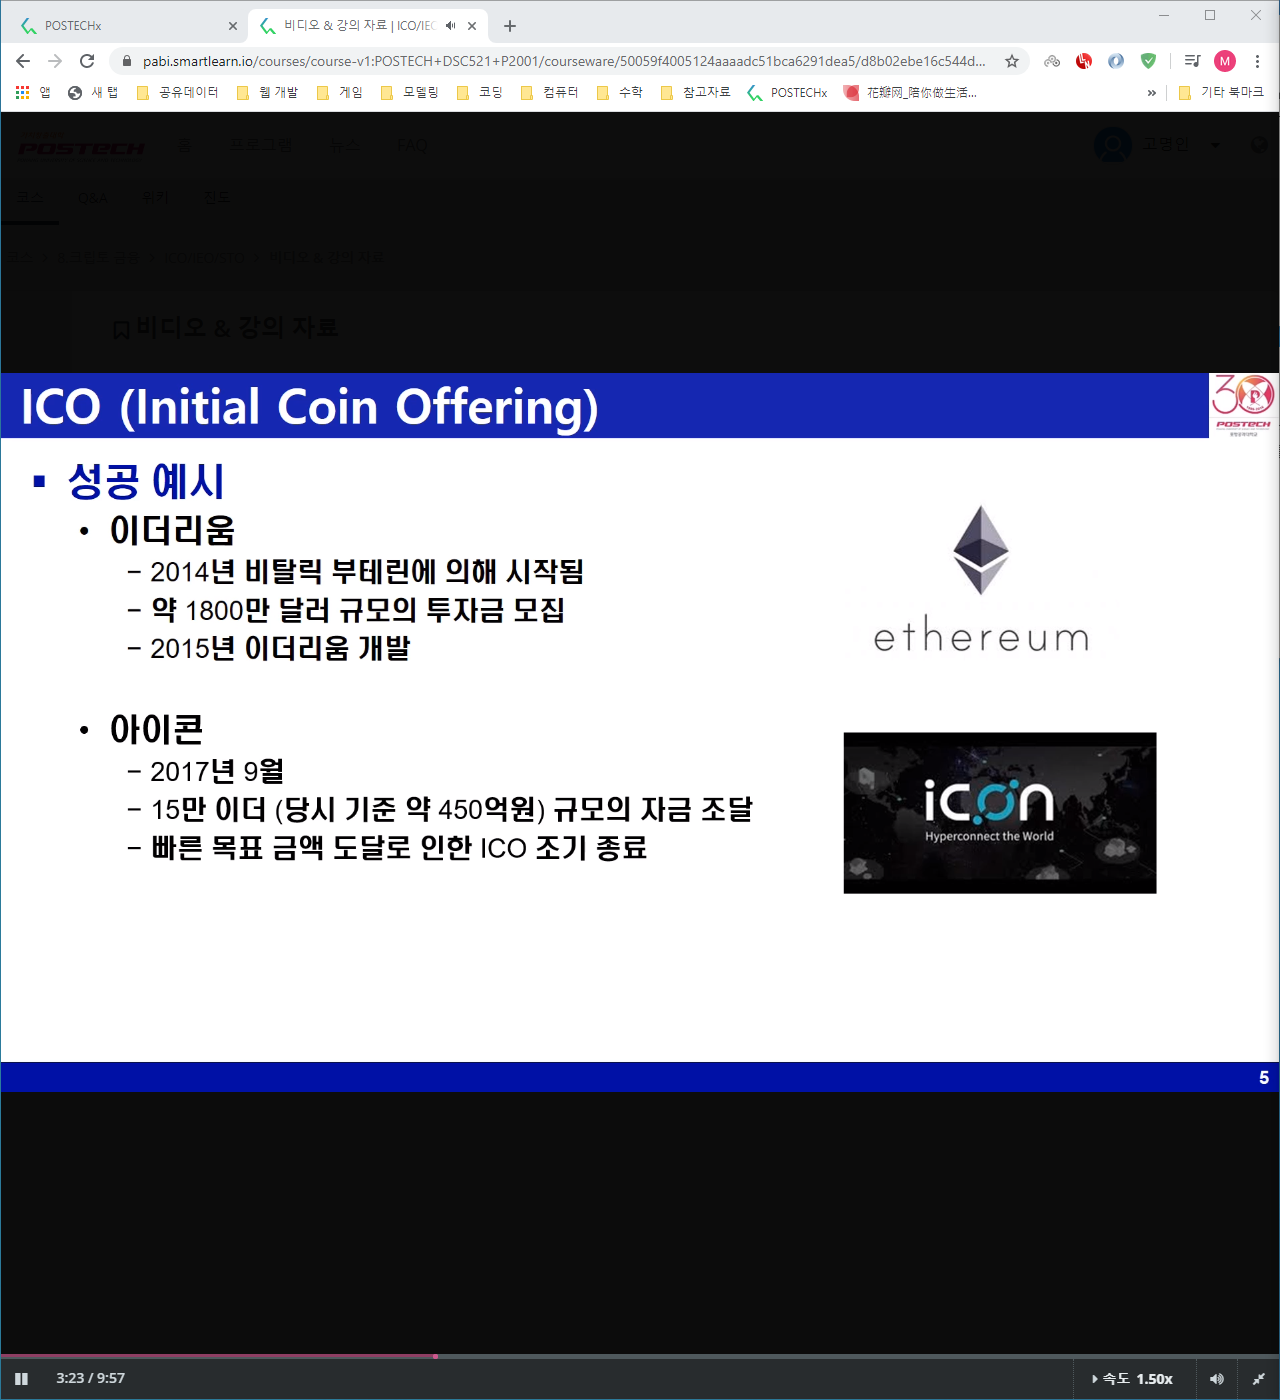 POSTECHx
비디오 & 강의 자료 | ICO/IEC
pabi.smartlearn.io/courses/course-v1:POSTECH+DSC521+P2001/courseware/50059f4005124aaaadc51bca6291dea5/d8b02ebe16c544d...
M
앱 새 탭 공유데이터 웹 개발 게임 모델링 코딩 컴퓨터 수학 참고자료 POSTECHx 花瓣网_陪你做生活... » 기타 북마크
POSTECH 홈 프로그램 뉴스 FAQ 고영인
코스 Q&A 위키 진도
비디오 & 강의 자료
비디오 & 강의 자료
ICO (Initial Coin Offering)
30
POSTECH
▪ 성공 예시
• 이더리움
– 2014년 비탈릭 부테린에 의해 시작됨
– 약 1800만 달러 규모의 투자금 모집
– 2015년 이더리움 개발
ethereum
• 아이콘
– 2017년 9월
– 15만 이더 (당시 기준 약 450억원) 규모의 자금 조달
– 빠른 목표 금액 도달로 인한 ICO 조기 종료
icon
Hyperconnect the World
5
3:23 / 9:57
속도 1.50x